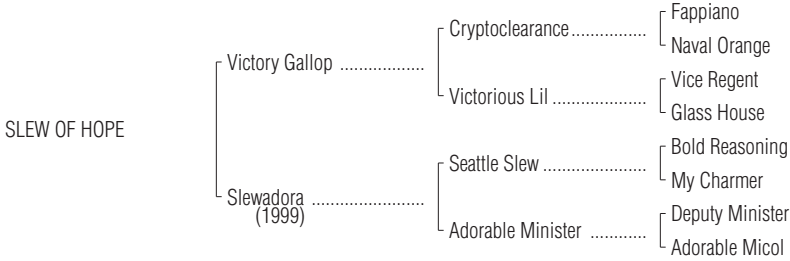 Fappiano
Cryptoclearance................
Naval Orange
Victory Gallop ..................
Vice Regent
Victorious Lil ....................
Glass House
SLEW OF HOPE
Bold Reasoning
Seattle Slew ......................
My Charmer
Slewadora ........................
(1999)
Deputy Minister
Adorable Minister ............
Adorable Micol